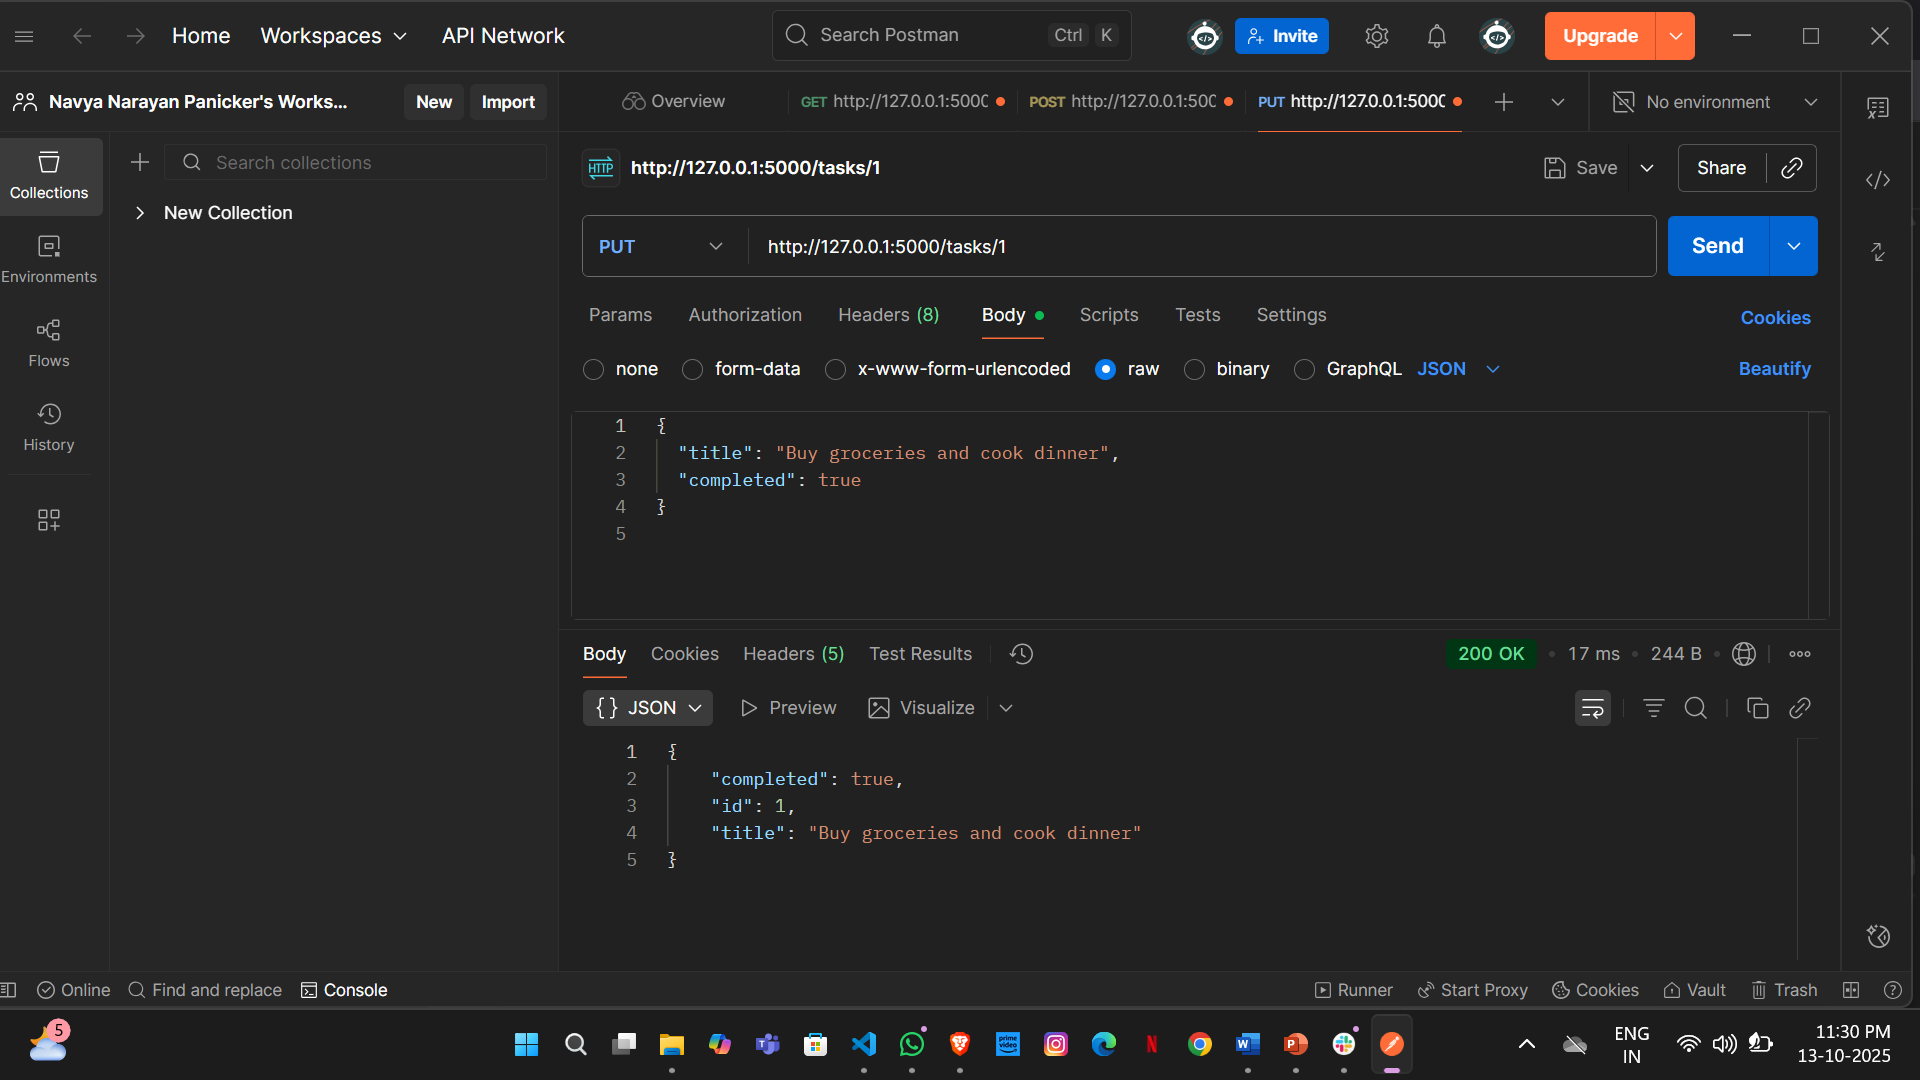 Home Workspaces API Network Search Postman Ctrl K Invite Upgrade
Navya Narayan Panicker's Works... New Import Overview GET http://127.0.0.1:5000 POST http://127.0.0.1:500 PUT http://127.0.0.1:5000 No environment
Search collections
New Collection
Collections
Environments
Flows
History
HTTP http://127.0.0.1:5000/tasks/1 Save Share
PUT http://127.0.0.1:5000/tasks/1 Send
Params Authorization Headers (8) Body Scripts Tests Settings Cookies
none form-data x-www-form-urlencoded raw binary GraphQL JSON Beautify
1 {
2 "title": "Buy groceries and cook dinner",
3 "completed": true
4 }
5
Body Cookies Headers (5) Test Results 200 OK 17 ms 244 B
{} JSON Preview Visualize
1 {
2 "completed": true,
3 "id": 1,
4 "title": "Buy groceries and cook dinner"
5 }
Online Find and replace Console Runner Start Proxy Cookies Vault Trash
5 prime video ENG IN 11:30 PM
13-10-2025